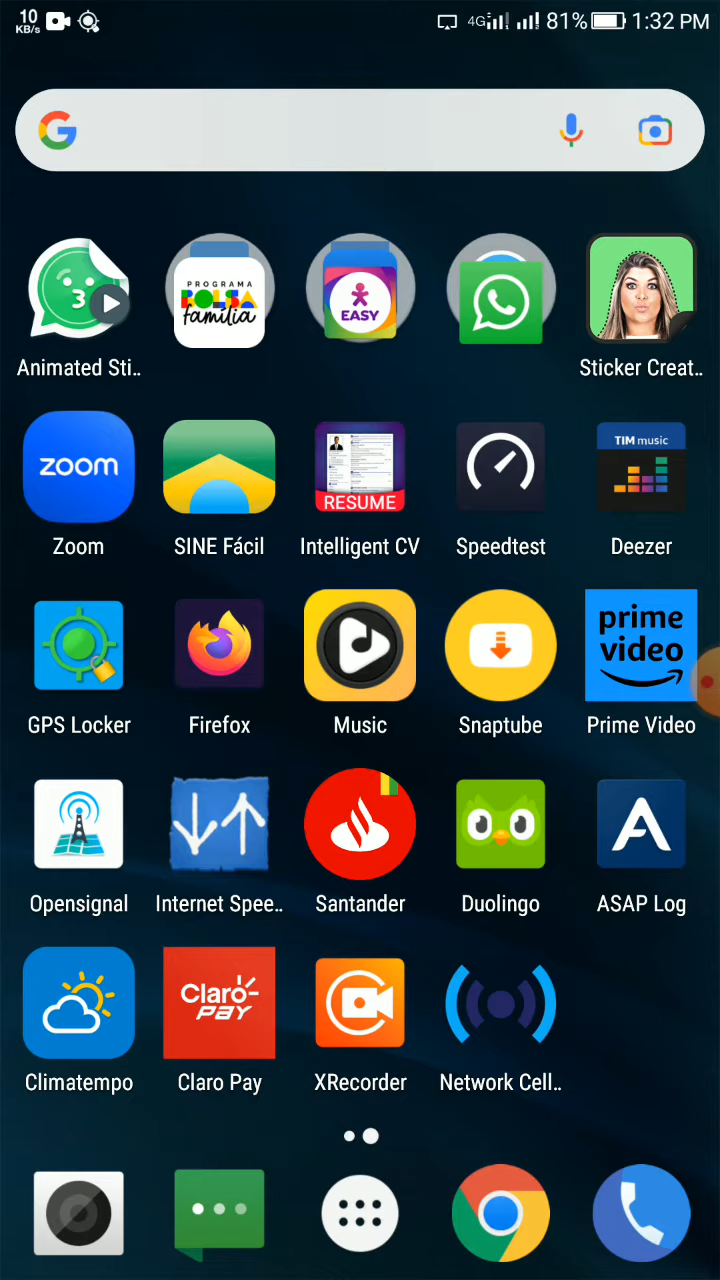 10
KB/s
4G
81%
1:32 PM
PROGRAMA
BOLSA
família
EASY
Animated Sti..
Sticker Creat..
zoom
RESUME
TIM music
Zoom
SINE Fácil
Intelligent CV
Speedtest
Deezer
prime
video
GPS Locker
Firefox
Music
Snaptube
Prime Video
Opensignal
Internet Spee..
Santander
Duolingo
ASAP Log
Claro
PAY
Climatempo
Claro Pay
XRecorder
Network Cell..